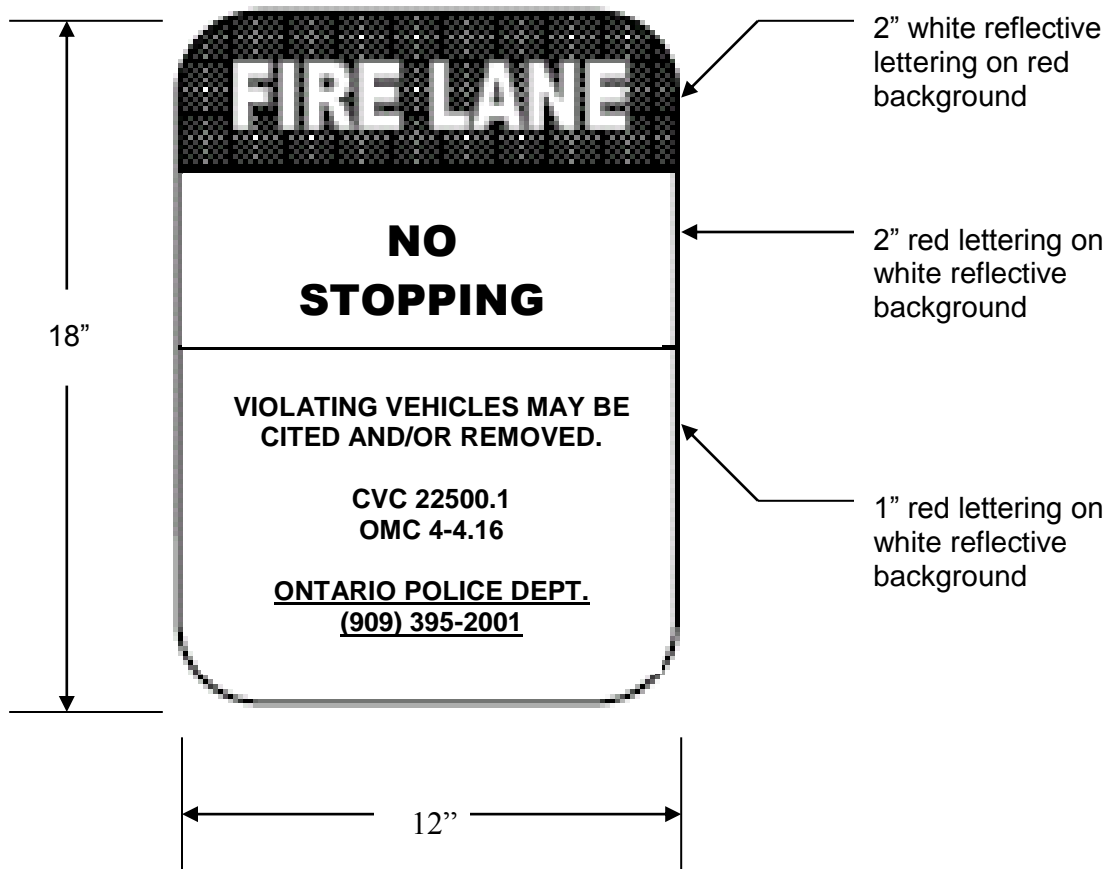 FIRE LANE
NO
STOPPING
VIOLATING VEHICLES MAY BE
CITED AND/OR REMOVED.
CVC 22500.1
OMC 4-4.16
ONTARIO POLICE DEPT.
(909) 395-2001
18”
12”
2” white reflective
lettering on red
background
2” red lettering on
white reflective
background
1” red lettering on
white reflective
background